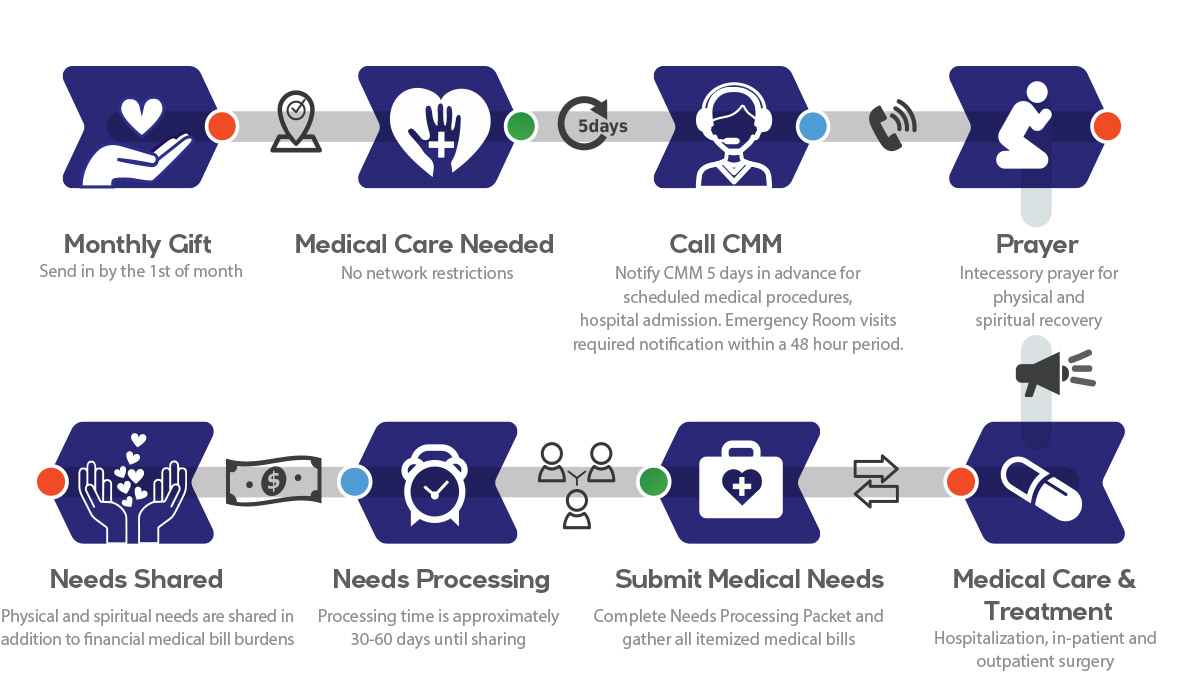 5days
Monthly Gift
Send in by the 1st of month
Medical Care Needed
No network restrictions
Call CMM
Notify CMM 5 days in advance for
scheduled medical procedures,
hospital admission. Emergency Room visits
required notification within a 48 hour period.
Prayer
Intecessory prayer for
physical and
spiritual recovery
$
Needs Shared
Physical and spiritual needs are shared in
addition to financial medical bill burdens
Needs Processing
Processing time is approximately
30-60 days until sharing
Submit Medical Needs
Complete Needs Processing Packet and
gather all itemized medical bills
Medical Care &
Treatment
Hospitalization, in-patient and
outpatient surgery